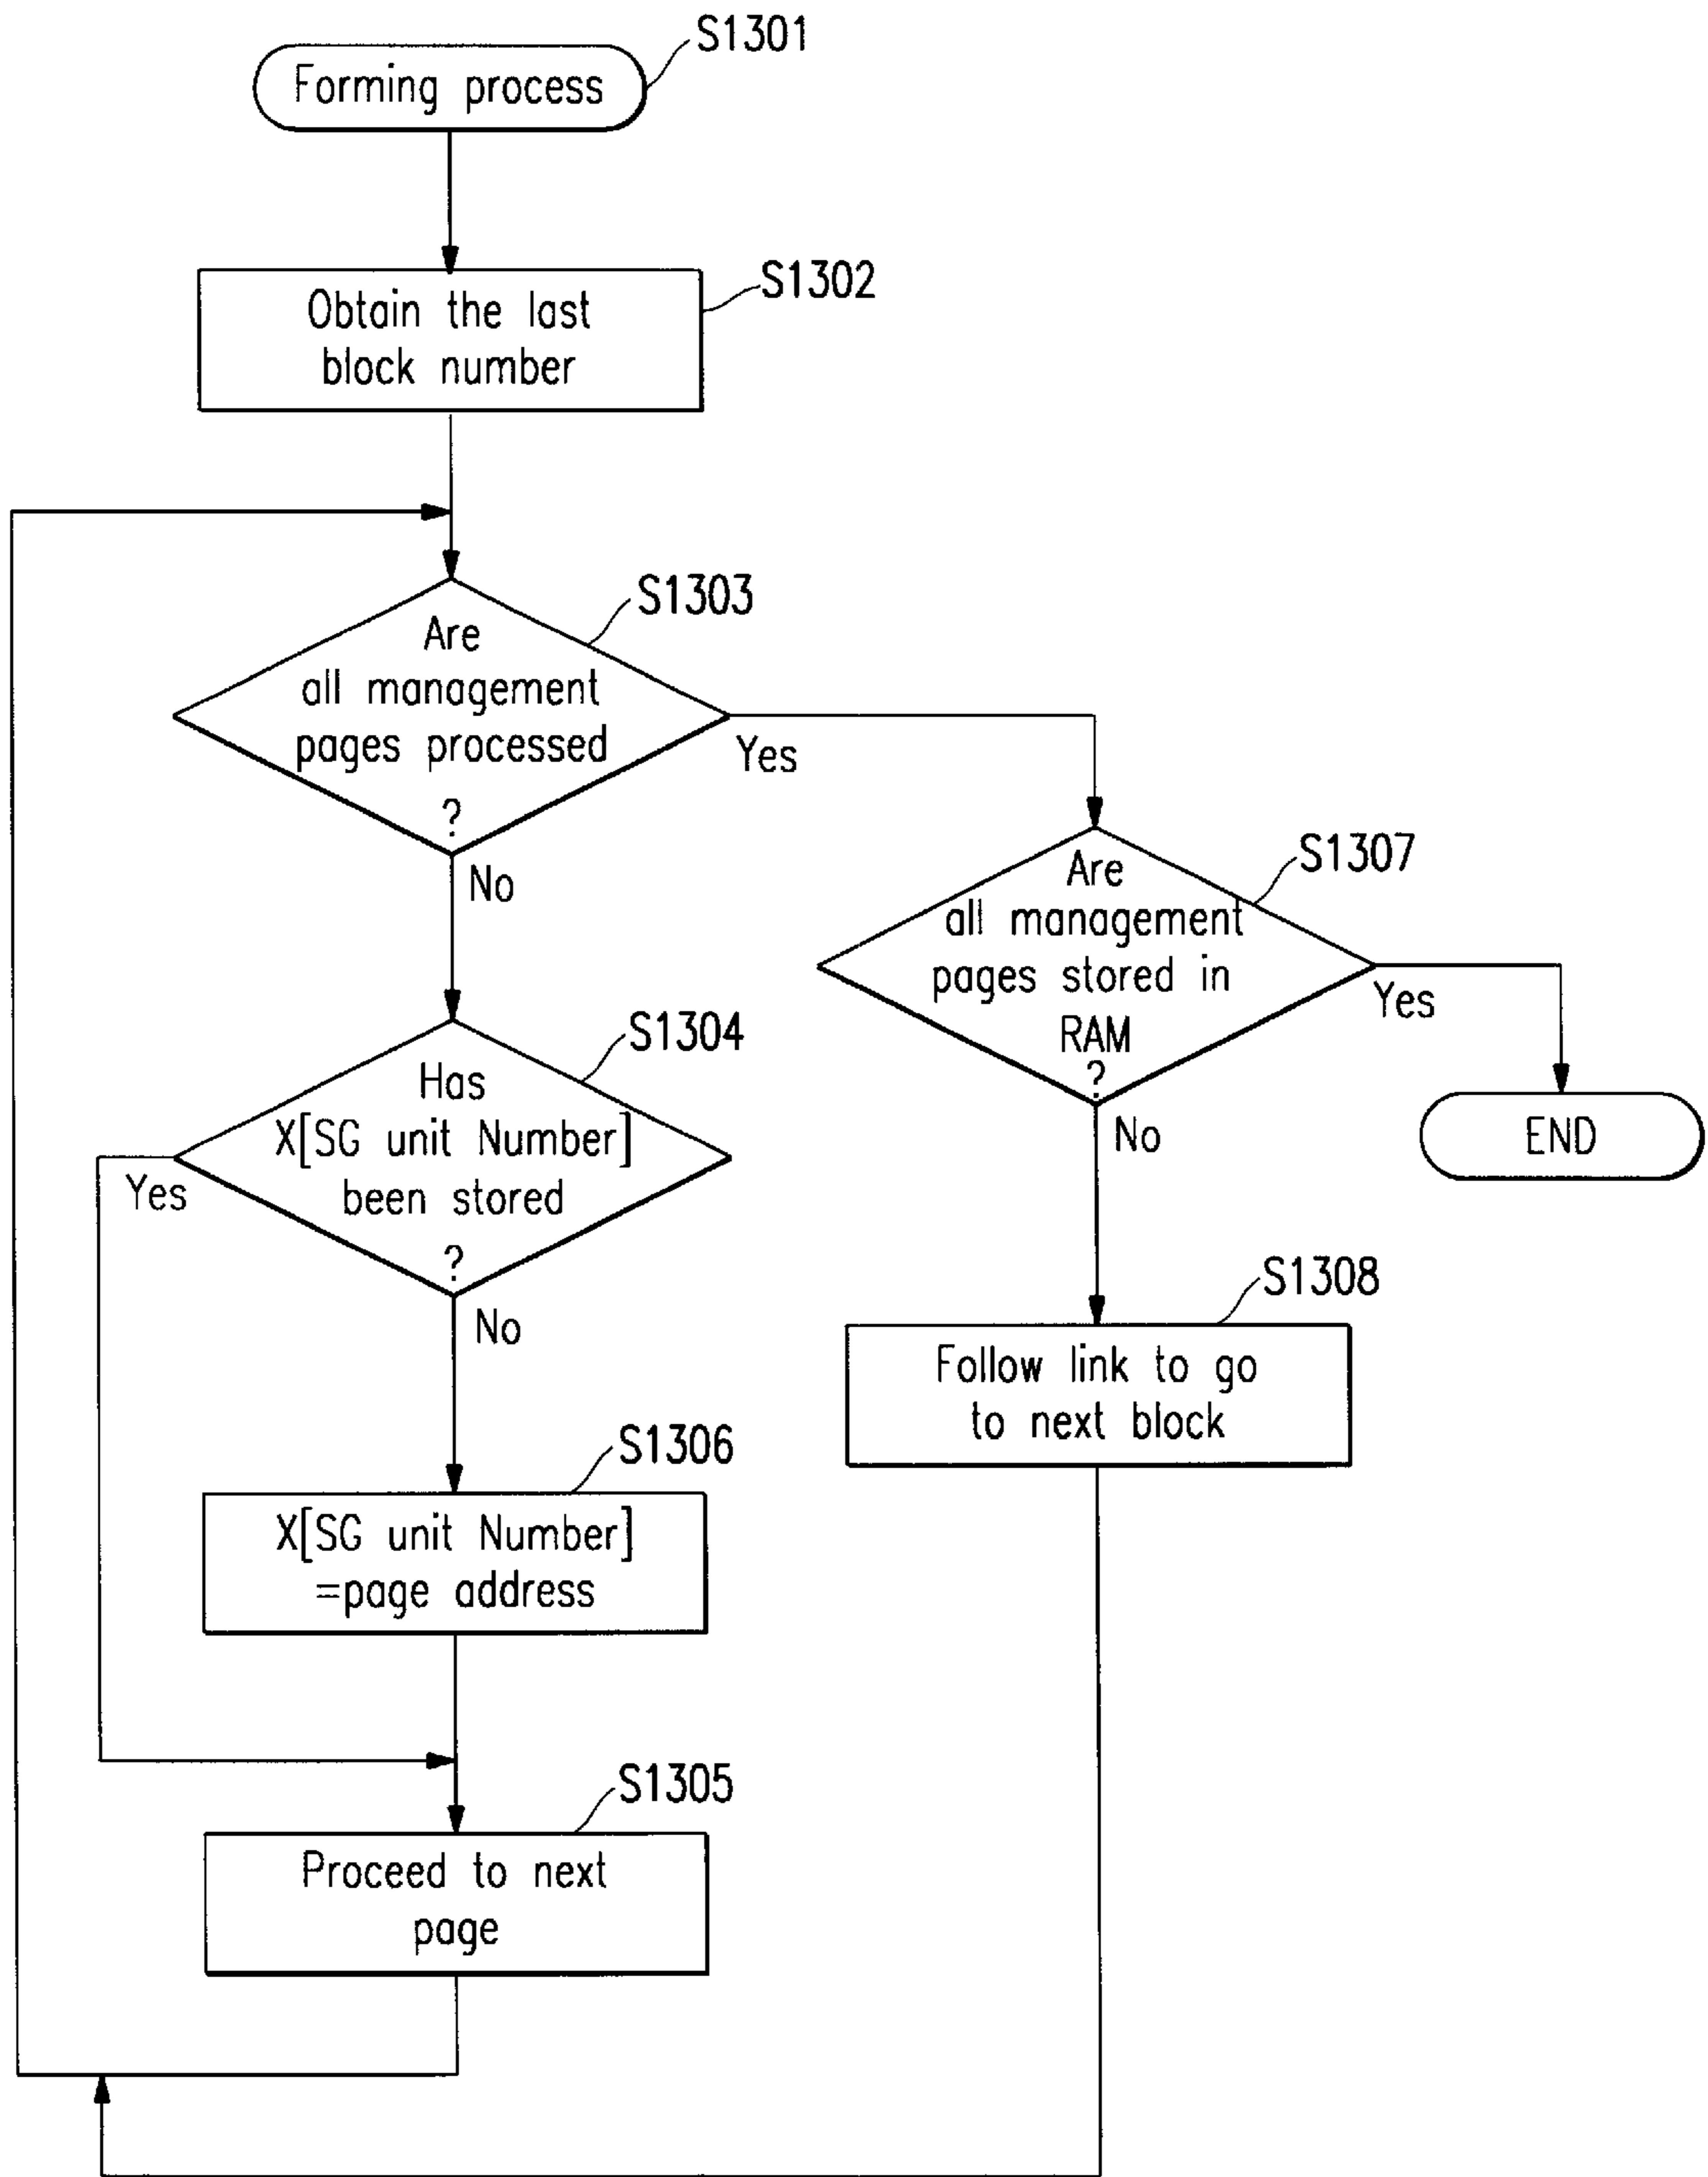 S1301
Forming process
S1302
Obtain the last
block number
S1303
Are
all management
pages processed
?
Yes
No
S1307
Are
all management
pages stored in
RAM
?
Yes
No
END
S1304
Has
X[SG unit Number]
been stored
?
Yes
No
S1308
Follow link to go
to next block
S1306
X[SG unit Number]
=page address
S1305
Proceed to next
page